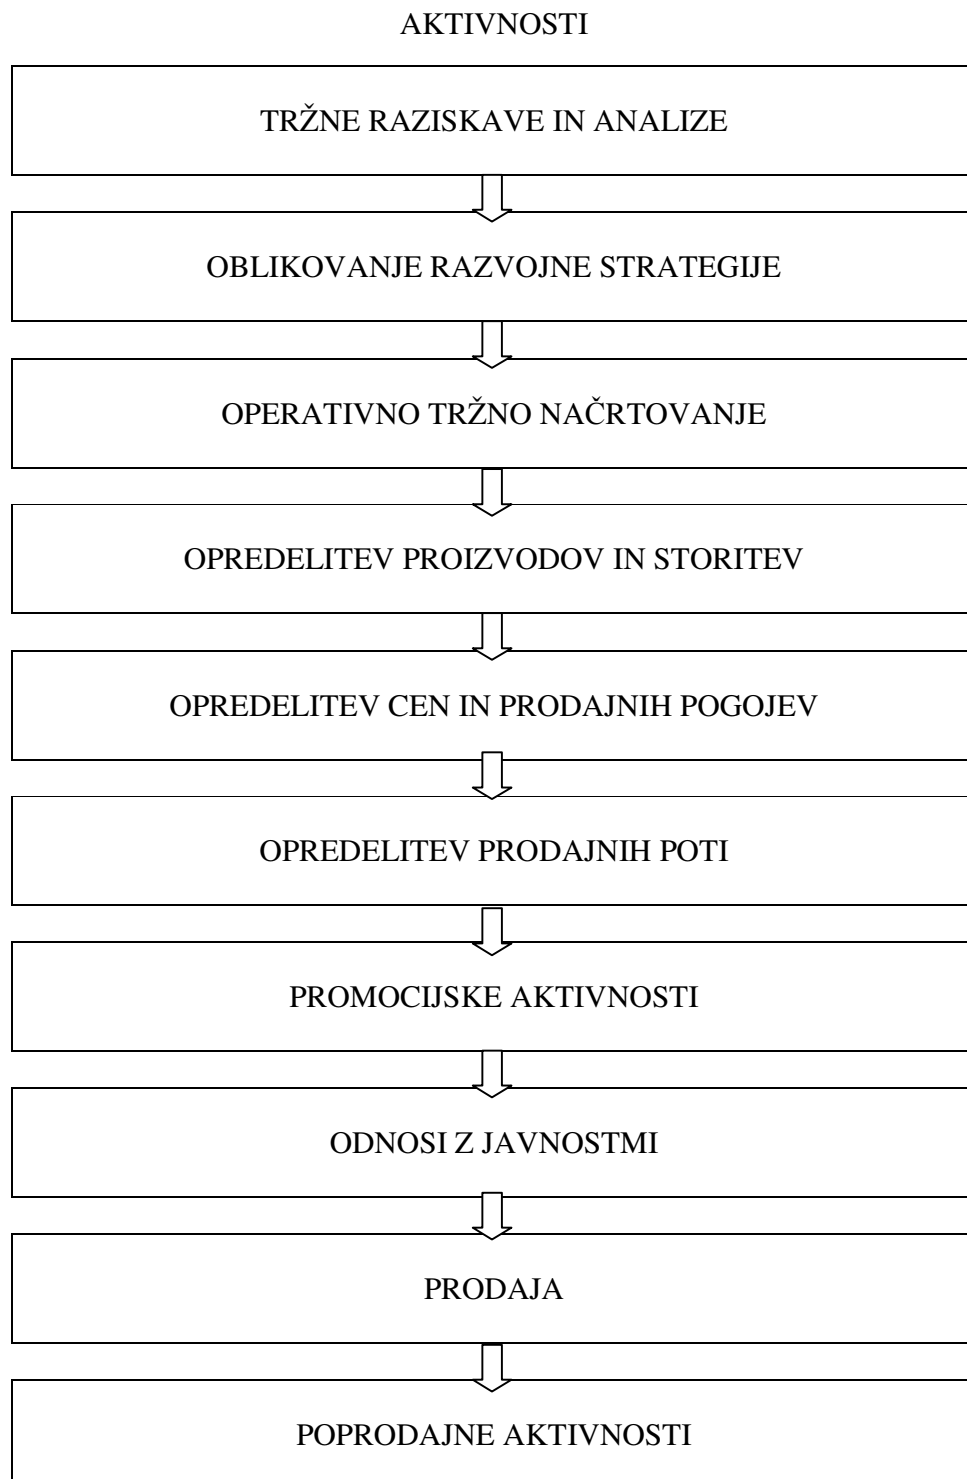 AKTIVNOSTI
TRŽNE RAZISKAVE IN ANALIZE
OBLIKOVANJE RAZVOJNE STRATEGIJE
OPERATIVNO TRŽNO NAČRTOVANJE
OPREDELITEV PROIZVODOV IN STORITEV
OPREDELITEV CEN IN PRODAJNIH POGOJEV
OPREDELITEV PRODAJNIH POTI
PROMOCIJSKE AKTIVNOSTI
ODNOSI Z JAVNOSTMI
PRODAJA
POPRODAJNE AKTIVNOSTI